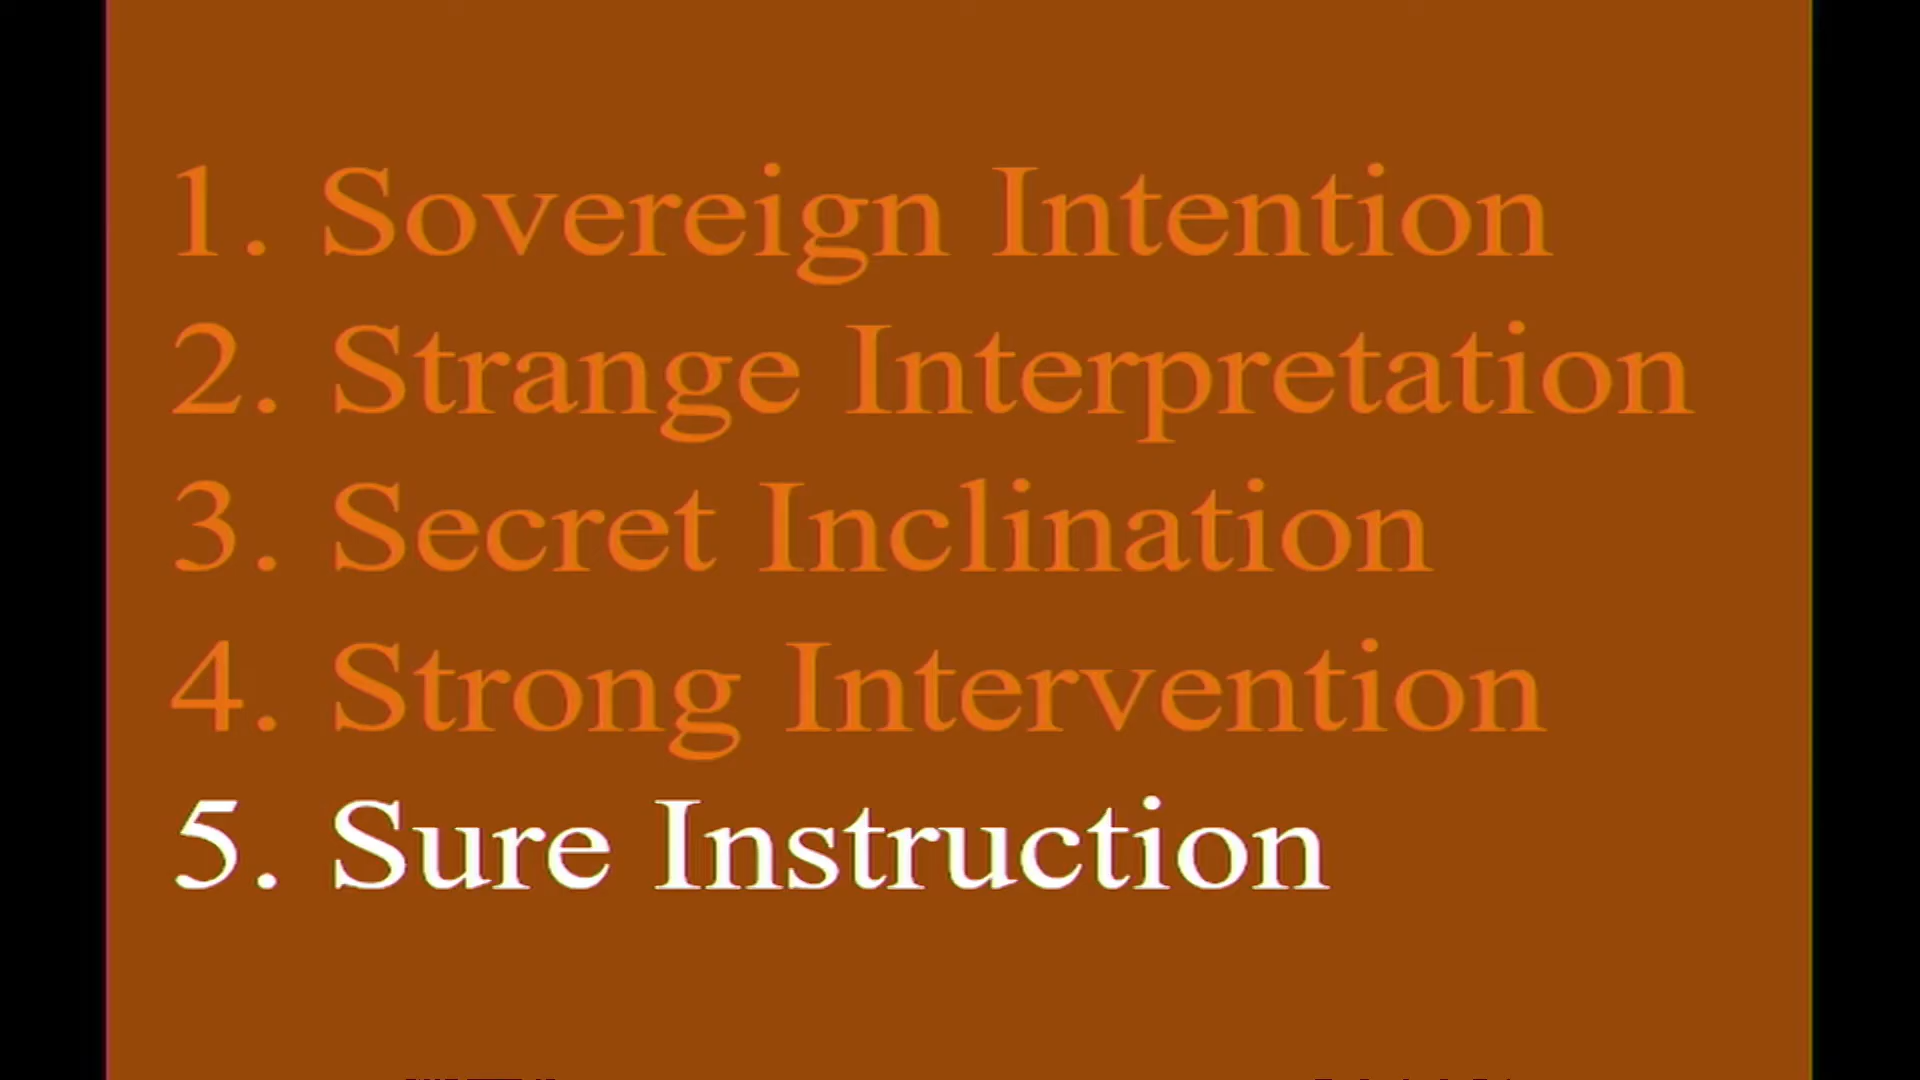 1. Sovereign Intention
2. Strange Interpretation
3. Secret Inclination
4. Strong Intervention
5. Sure Instruction